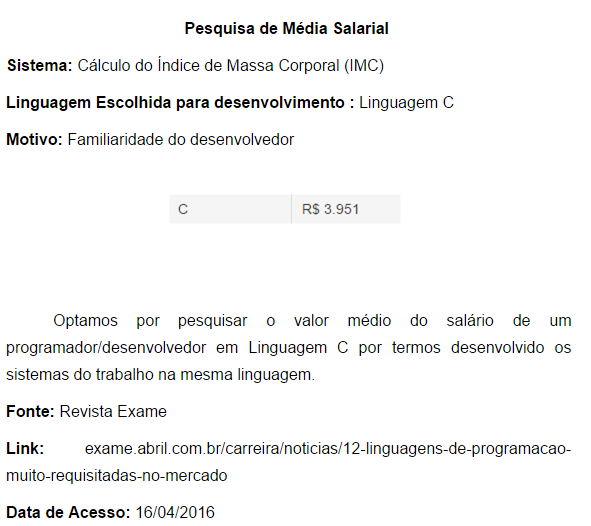 Pesquisa de Média Salarial
Sistema: Cálculo do Índice de Massa Corporal (IMC)
Linguagem Escolhida para desenvolvimento : Linguagem C
Motivo: Familiaridade do desenvolvedor
C R$ 3.951
Optamos por pesquisar o valor médio do salário de um
programador/desenvolvedor em Linguagem C por termos desenvolvido os
sistemas do trabalho na mesma linguagem.
Fonte: Revista Exame
Link: exame.abril.com.br/carreira/noticias/12-linguagens-de-programacao-
muito-requisitadas-no-mercado
Data de Acesso: 16/04/2016